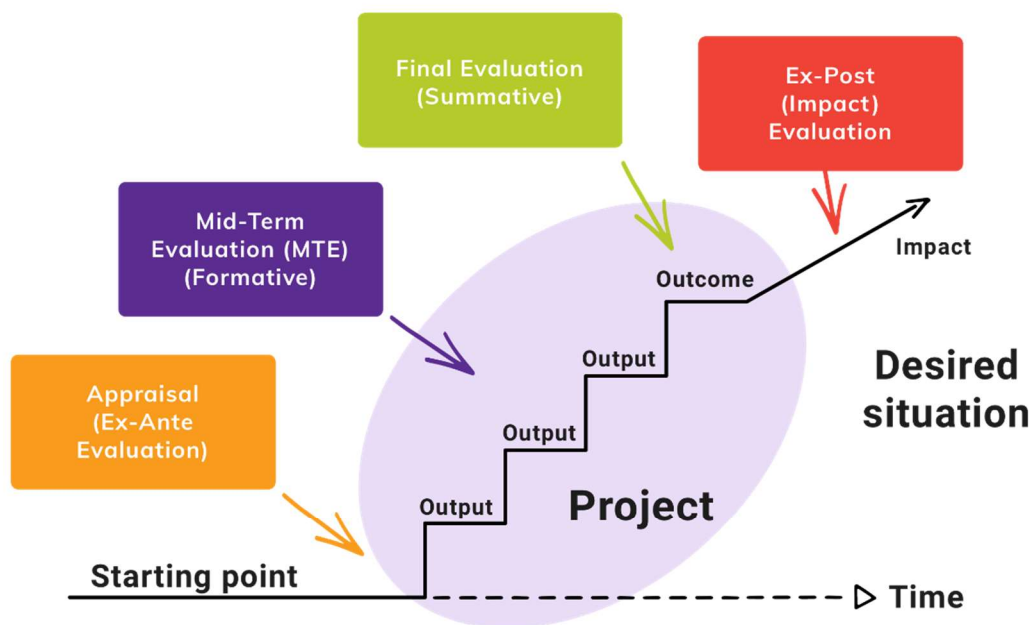 Final Evaluation
(Summative)
Ex-Post
(Impact)
Evaluation
Mid-Term
Evaluation (MTE)
(Formative)
Impact
Outcome
Appraisal
(Ex-Ante
Evaluation)
Output
Desired
situation
Output
Output
Project
Starting point
Time